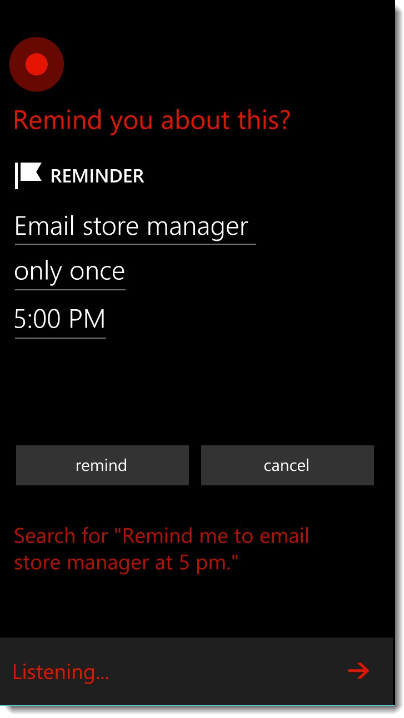 Remind you about this?
REMINDER
Email store manager
only once
5:00 PM
remind
cancel
Search for "Remind me to email
store manager at 5 pm."
Listening...